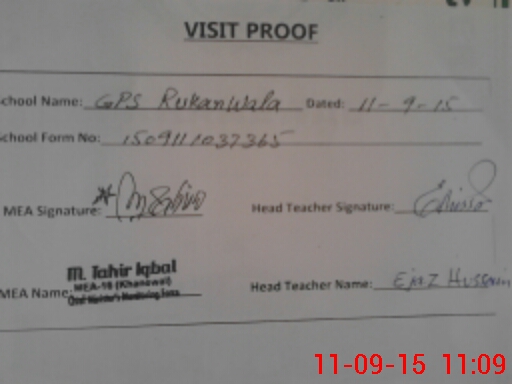 VISIT PROOF
School Name: GPS RukanWala Dated: 11-9-15
School Form No: 1509111037365
MEA Signature: Head Teacher Signature:
M. Tahir Iqbal
MEA-18 (Khanewal)
MEA Name: Head Teacher Name: Ejaz Hussain
11-09-15 11:09